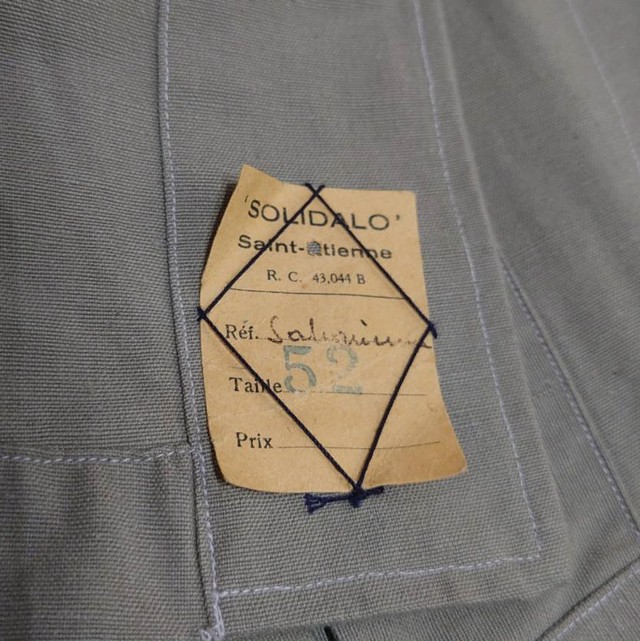 'SOLIDALO'
Saint-Etienne
R. C. 43,044 B
Réf.
Taille 52
Prix